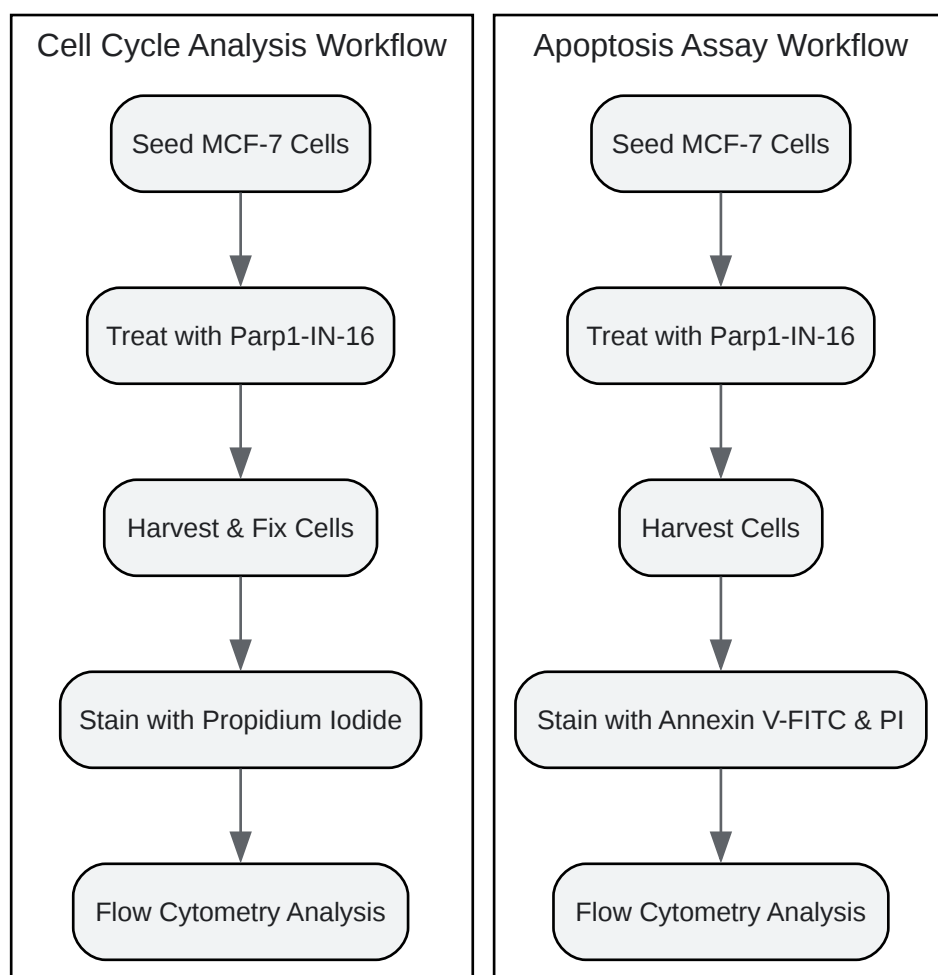 Cell Cycle Analysis Workflow
Seed MCF-7 Cells
Treat with Parp1-IN-16
Harvest & Fix Cells
Stain with Propidium Iodide
Flow Cytometry Analysis
Apoptosis Assay Workflow
Seed MCF-7 Cells
Treat with Parp1-IN-16
Harvest Cells
Stain with Annexin V-FITC & PI
Flow Cytometry Analysis